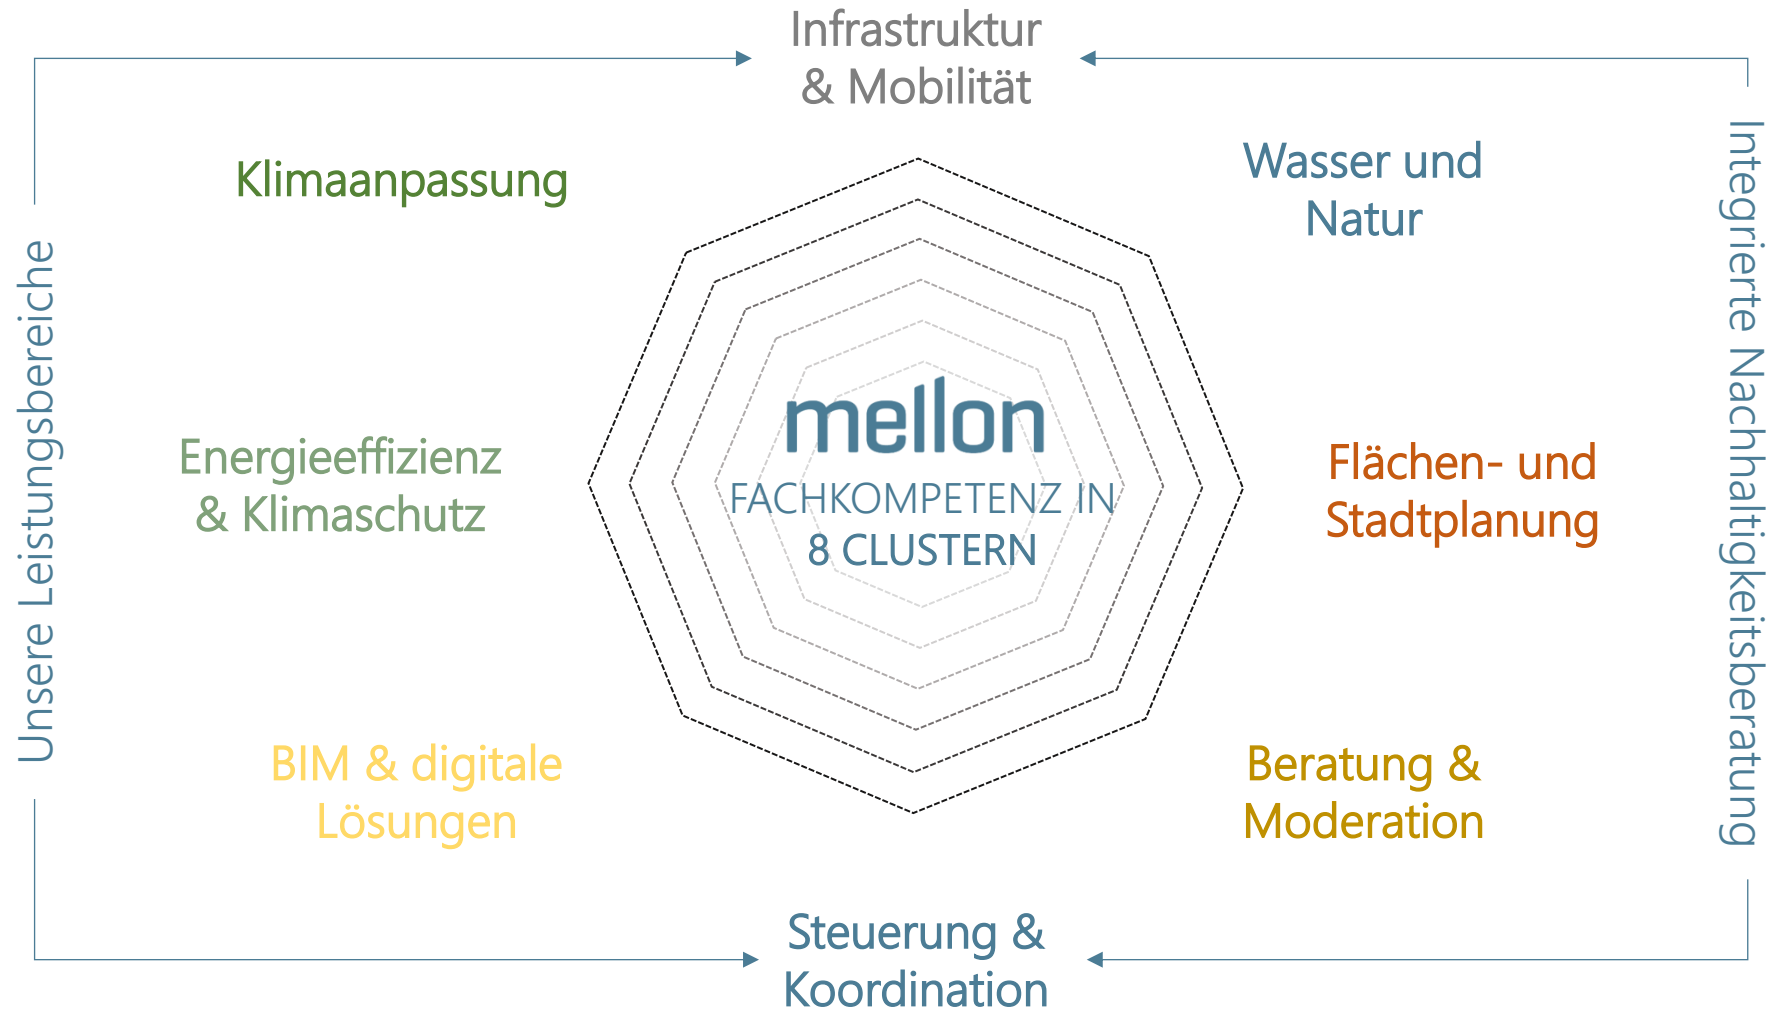 Infrastruktur
& Mobilität
Klimaanpassung
Wasser und
Natur
Unsere Leistungsbereiche
Integrierte Nachhaltigkeitsberatung
mellon
FACHKOMPETENZ IN
8 CLUSTERN
Energieeffizienz
& Klimaschutz
Flächen- und
Stadtplanung
BIM & digitale
Lösungen
Beratung &
Moderation
Steuerung &
Koordination